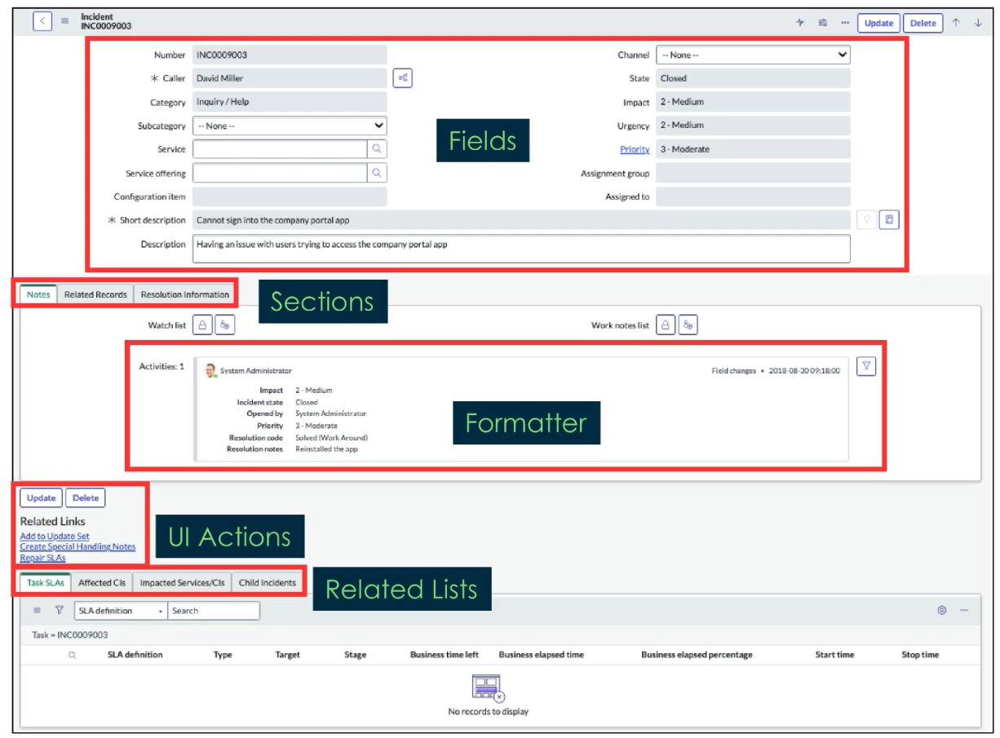 Incident
INC0009003
Update Delete
Number INC0009003 Channel -- None --
* Caller David Miller State Closed
Category Inquiry / Help Impact 2 - Medium
Subcategory -- None -- Urgency 2 - Medium
Fields
Service Priority 3 - Moderate
Service offering Assignment group
Configuration item Assigned to
* Short description Cannot sign into the company portal app
Description Having an issue with users trying to access the company portal app
Notes Related Records Resolution Information
Sections
Watch list Work notes list
Activities: 1 System Administrator Field changes • 2018-08-30 09:18:00
Impact 2 - Medium
Incident state Closed
Opened by System Administrator
Formatter
Priority 3 - Moderate
Resolution code Solved (Work Around)
Resolution notes Reinstalled the app
Update Delete
Related Links
Add to Update Set
Create Special Handling Notes
Repair SLAs
UI Actions
Task SLAs Affected CIs Impacted Services/CIs Child Incidents
Related Lists
SLA definition Search
Task = INC0009003
SLA definition Type Target Stage Business time left Business elapsed time Business elapsed percentage Start time Stop time
No records to display